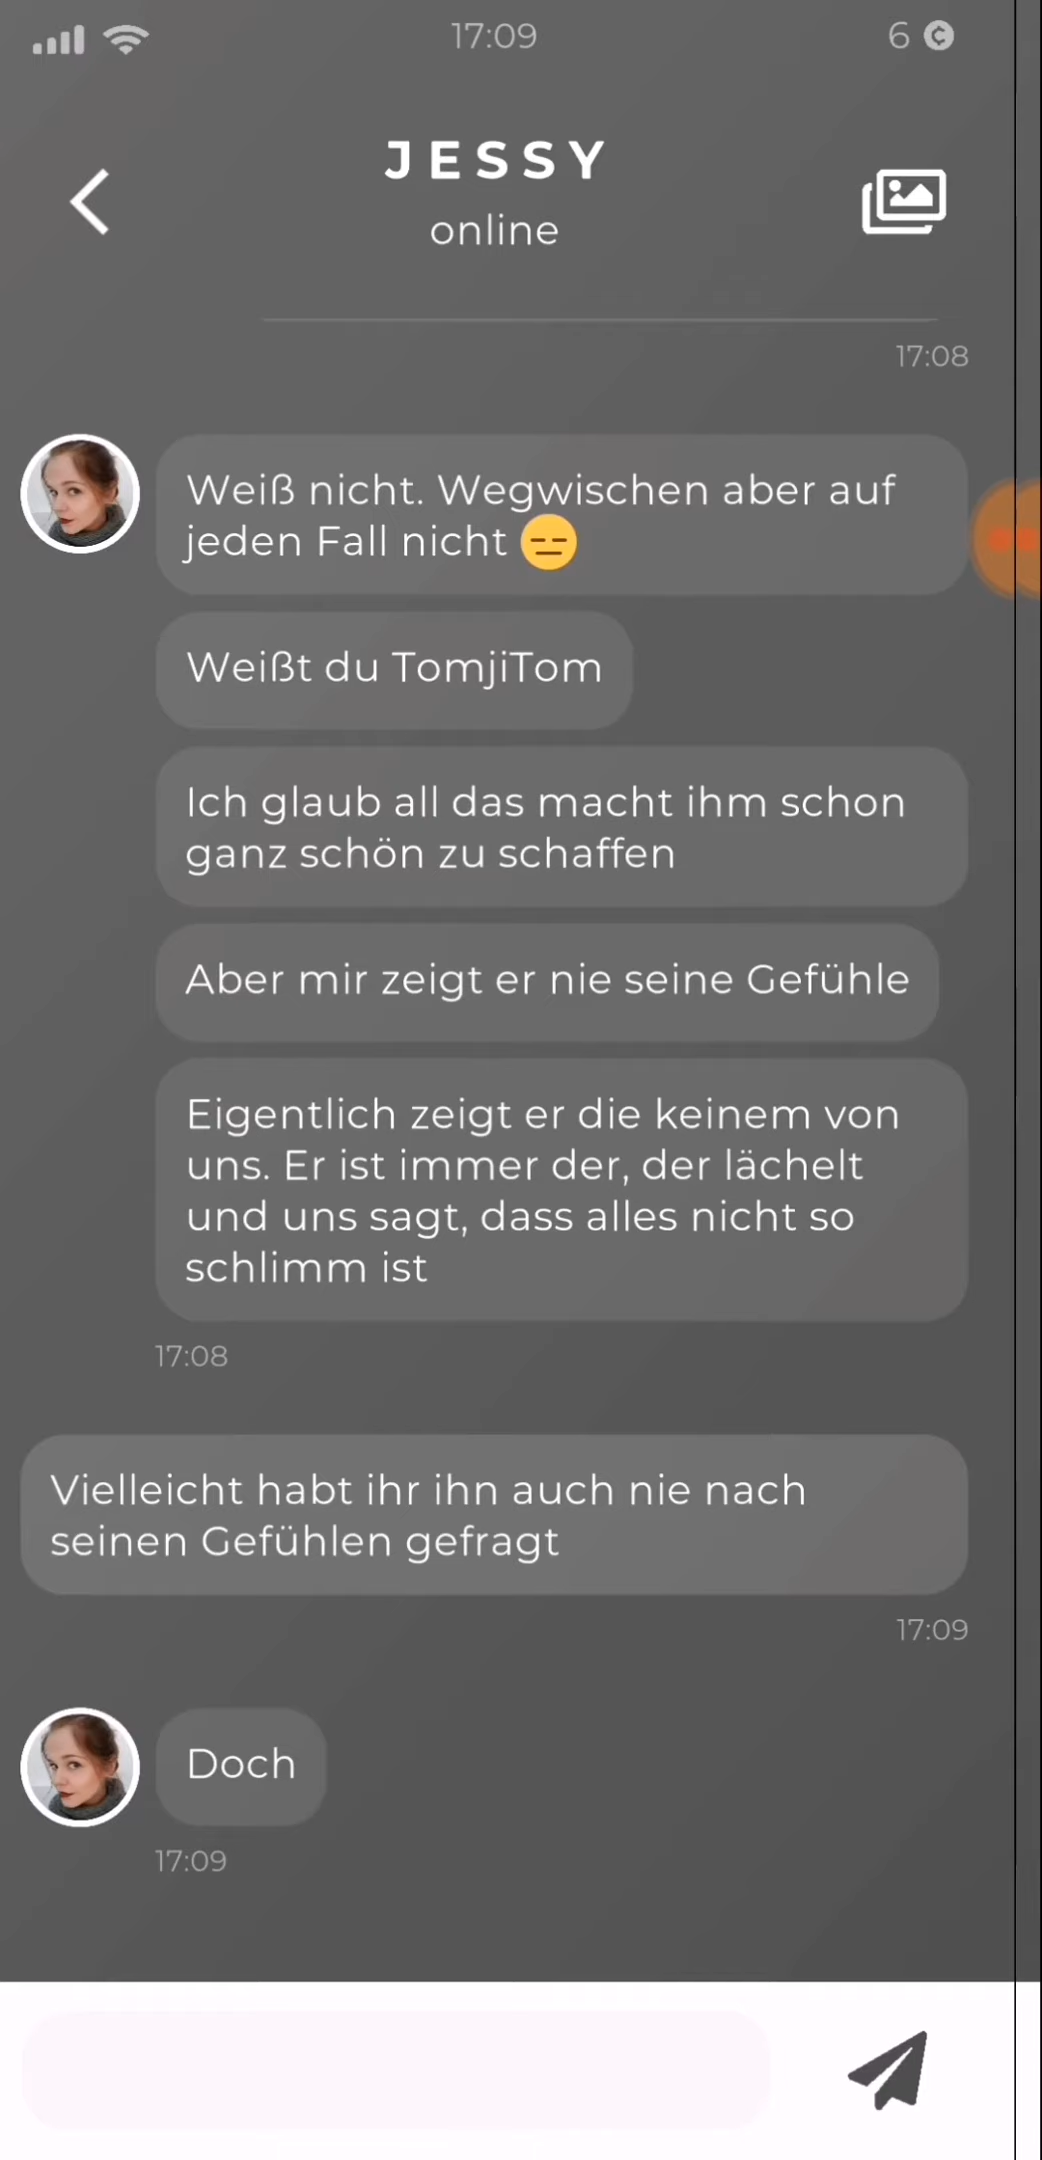 17:09
6
JESSY
online
17:08
Weiß nicht. Wegwischen aber auf
jeden Fall nicht 😑
Weißt du TomjiTom
Ich glaub all das macht ihm schon
ganz schön zu schaffen
Aber mir zeigt er nie seine Gefühle
Eigentlich zeigt er die keinem von
uns. Er ist immer der, der lächelt
und uns sagt, dass alles nicht so
schlimm ist
17:08
Vielleicht habt ihr ihn auch nie nach
seinen Gefühlen gefragt
17:09
Doch
17:09